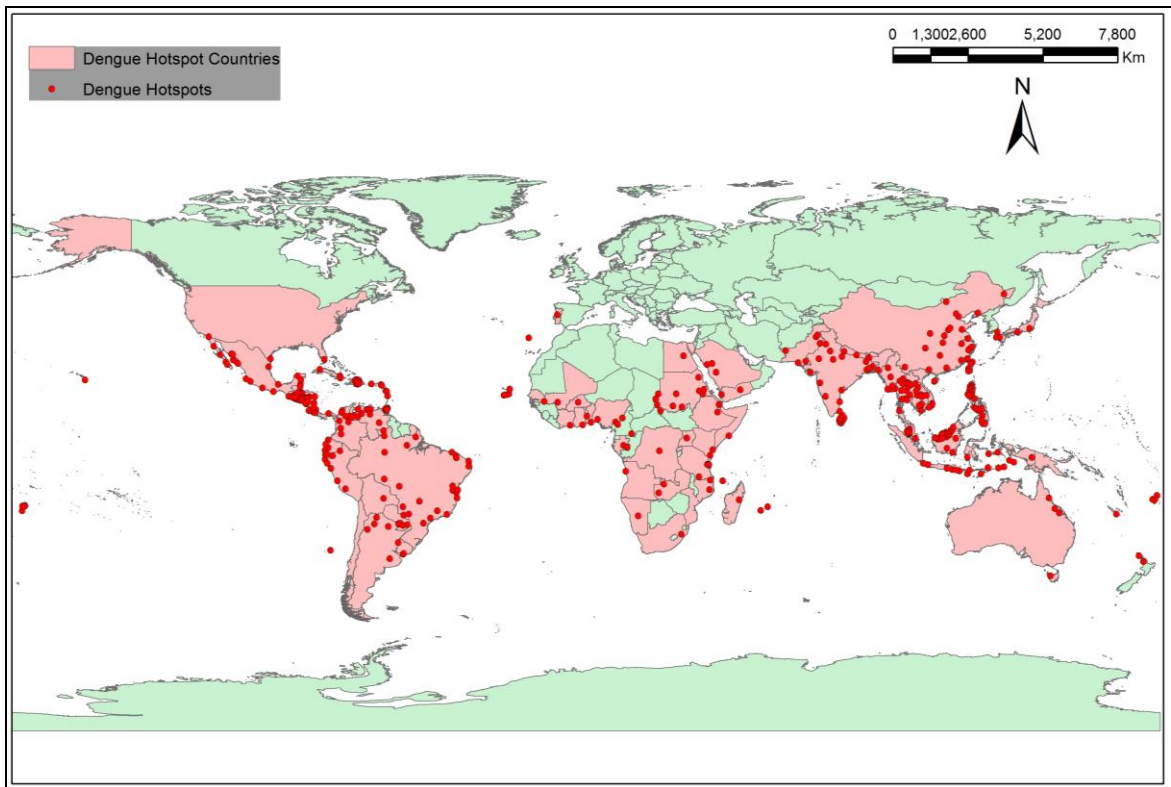 Dengue Hotspot Countries
Dengue Hotspots
0 1,3002,600 5,200 7,800
Km
N